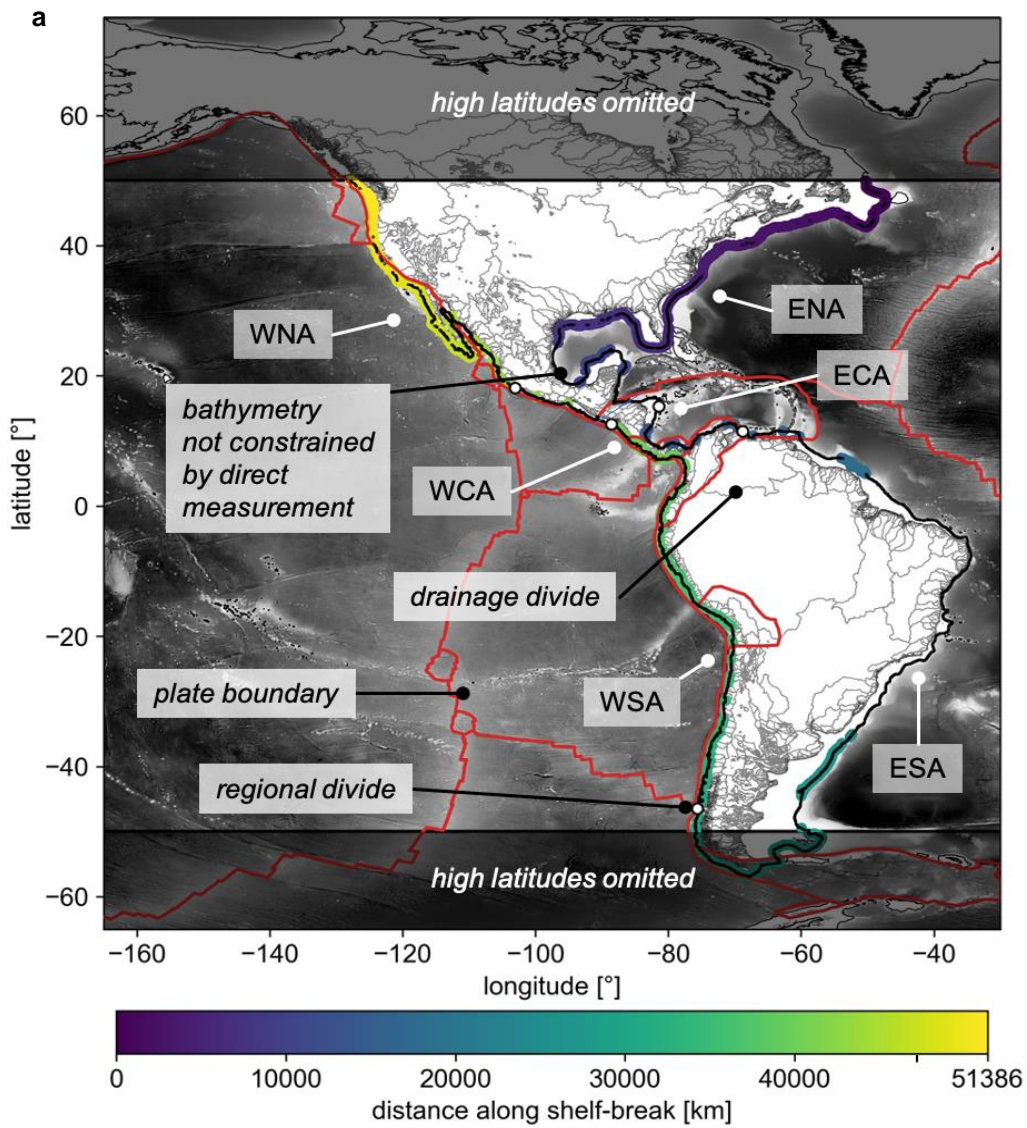 a
high latitudes omitted
60
40
20
0
−20
−40
−60
latitude [°]
WNA
ENA
ECA
bathymetry
not constrained
by direct
measurement
WCA
drainage divide
plate boundary
WSA
ESA
regional divide
high latitudes omitted
−160 −140 −120 −100 −80 −60 −40
longitude [°]
0 10000 20000 30000 40000 51386
distance along shelf-break [km]